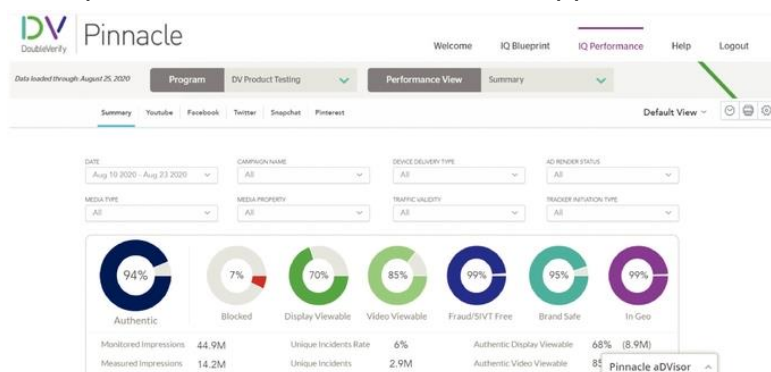 DV Pinnacle
DoubleVerify
Welcome IQ Blueprint IQ Performance Help Logout
Data loaded through: August 25, 2020 Program DV Product Testing Performance View Summary
Summary Youtube Facebook Twitter Snapchat Pinterest Default View
DATE CAMPAIGN NAME DEVICE DELIVERY TYPE AD RENDER STATUS
Aug 10 2020 - Aug 23 2020 All All All
MEDIA TYPE MEDIA PROPERTY TRAFFIC VALIDITY TRACKER INITIATION TYPE
All All All All
94% 7% 70% 85% 99% 95% 99%
Authentic Blocked Display Viewable Video Viewable Fraud/SIVT Free Brand Safe In Geo
Monitored Impressions 44.9M Unique Incidents Rate 6% Authentic Display Viewable 68% (8.9M)
Measured Impressions 14.2M Unique Incidents 2.9M Authentic Video Viewable 85
Pinnacle aDVisor